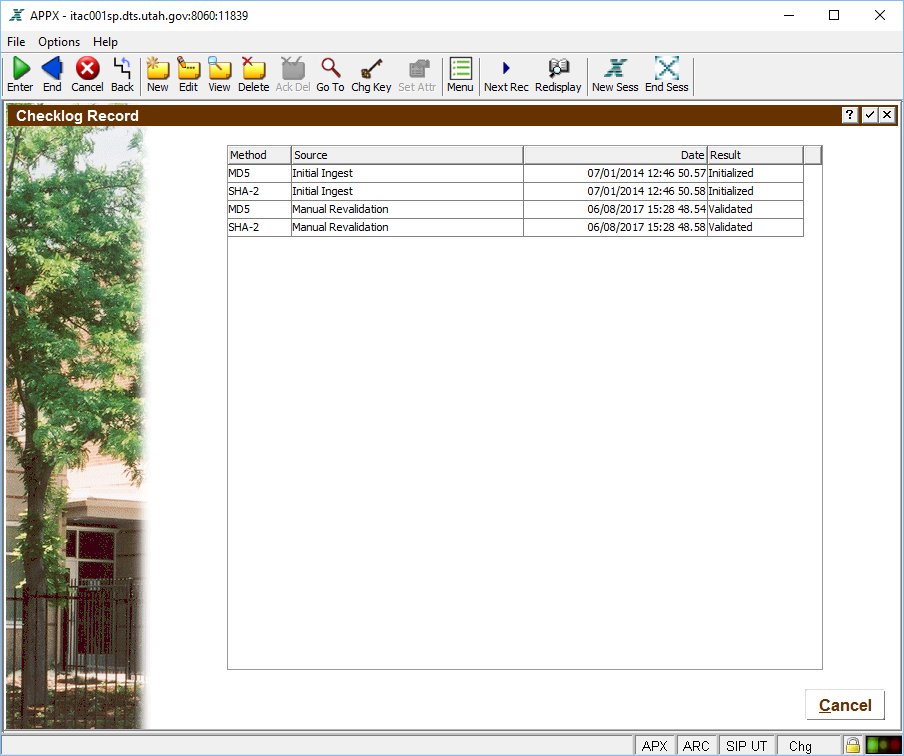 APPX - itac001sp.dts.utah.gov:8060:11839
File Options Help
Enter End Cancel Back New Edit View Delete Ack Del Go To Chg Key Set Attr Menu Next Rec Redisplay New Sess End Sess
Checklog Record
Method Source Date Result
MD5 Initial Ingest 07/01/2014 12:46 50.57 Initialized
SHA-2 Initial Ingest 07/01/2014 12:46 50.58 Initialized
MD5 Manual Revalidation 06/08/2017 15:28 48.54 Validated
SHA-2 Manual Revalidation 06/08/2017 15:28 48.58 Validated
Cancel
APX ARC SIP UT Chg